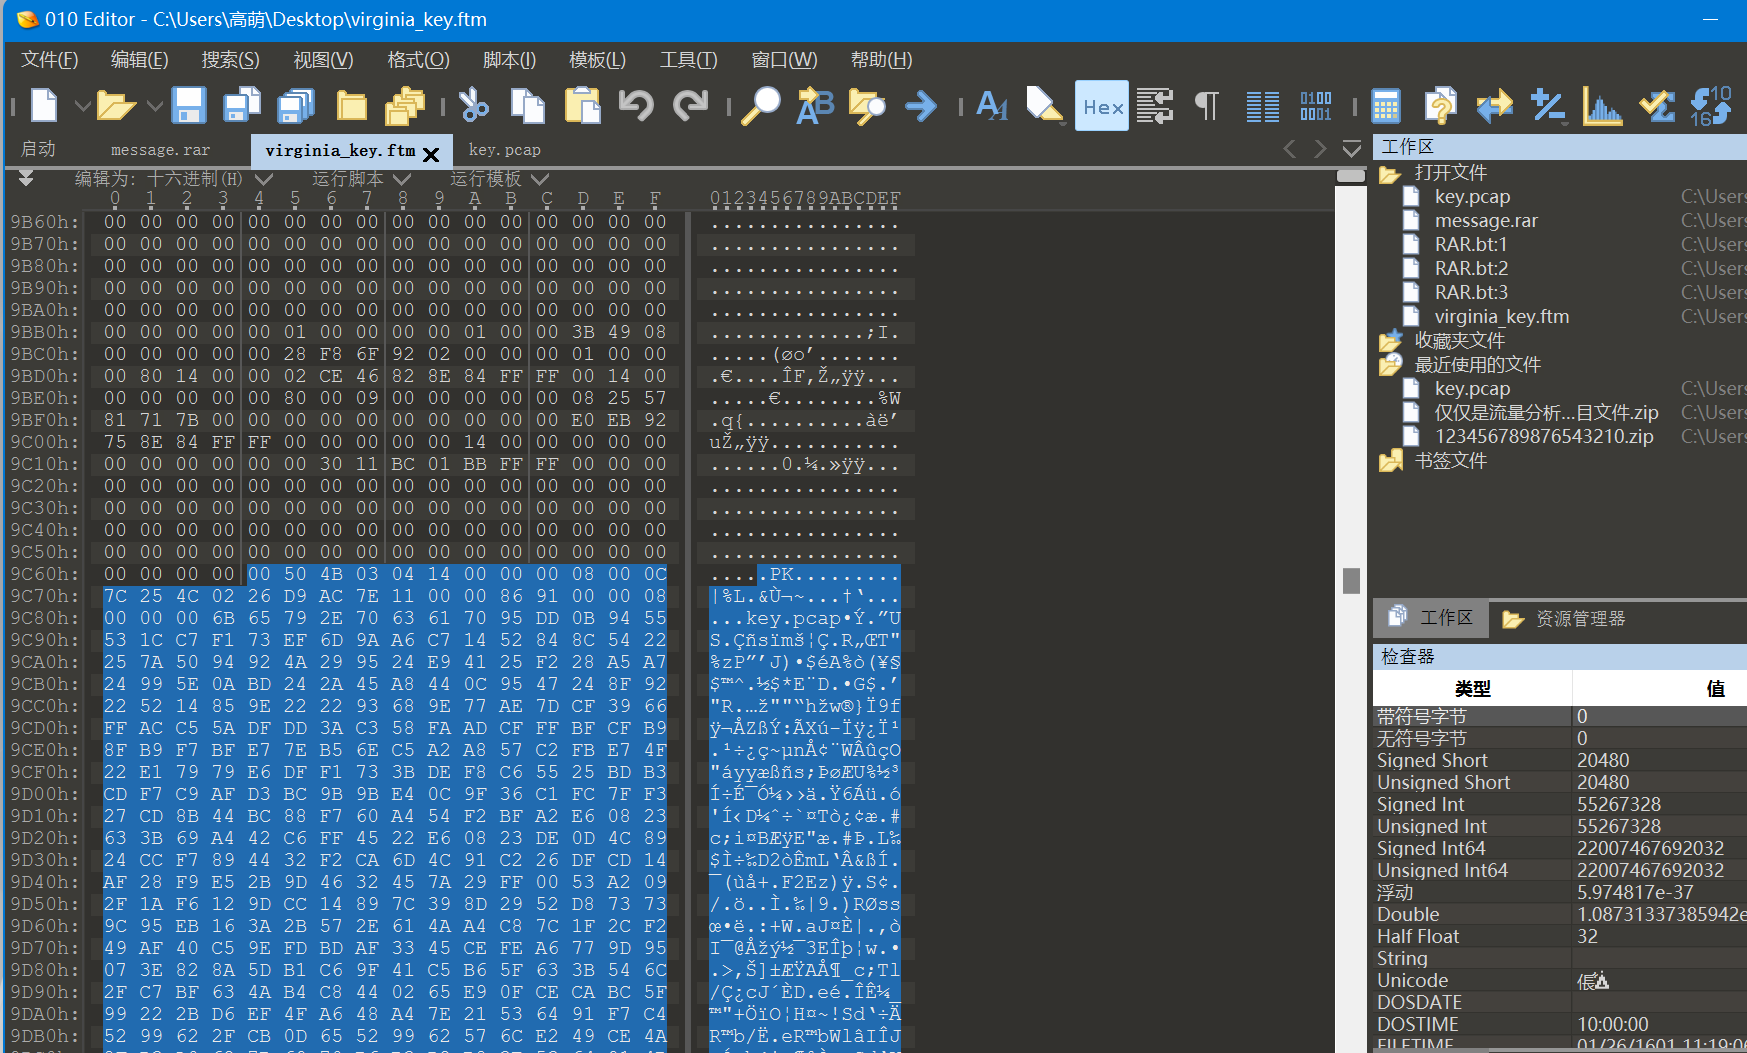 010 Editor - C:\Users\高萌\Desktop\virginia_key.ftm
文件(F) 编辑(E) 搜索(S) 视图(V) 格式(O) 脚本(I) 模板(L) 工具(T) 窗口(W) 帮助(H)
Hex
启动 message.rar virginia_key.ftm key.pcap
编辑为: 十六进制(H) 运行脚本 运行模板
0 1 2 3 4 5 6 7 8 9 A B C D E F 0123456789ABCDEF
9B60h: 00 00 00 00 00 00 00 00 00 00 00 00 00 00 00 00 ................
9B70h: 00 00 00 00 00 00 00 00 00 00 00 00 00 00 00 00 ................
9B80h: 00 00 00 00 00 00 00 00 00 00 00 00 00 00 00 00 ................
9B90h: 00 00 00 00 00 00 00 00 00 00 00 00 00 00 00 00 ................
9BA0h: 00 00 00 00 00 00 00 00 00 00 00 00 00 00 00 00 ................
9BB0h: 00 00 00 00 00 01 00 00 00 00 01 00 00 3B 49 08 .............;I.
9BC0h: 00 00 00 00 00 28 F8 6F 92 02 00 00 00 01 00 00 .....(øo’.......
9BD0h: 00 80 14 00 00 02 CE 46 82 8E 84 FF FF 00 14 00 .€....ÎF‚Ž„ÿÿ...
9BE0h: 00 00 00 00 00 80 00 09 00 00 00 00 00 08 25 57 .....€........%W
9BF0h: 81 71 7B 00 00 00 00 00 00 00 00 00 00 E0 EB 92 .q{..........àë’
9C00h: 75 8E 84 FF FF 00 00 00 00 00 14 00 00 00 00 00 uŽ„ÿÿ...........
9C10h: 00 00 00 00 00 00 30 11 BC 01 BB FF FF 00 00 00 ......0.¼.»ÿÿ...
9C20h: 00 00 00 00 00 00 00 00 00 00 00 00 00 00 00 00 ................
9C30h: 00 00 00 00 00 00 00 00 00 00 00 00 00 00 00 00 ................
9C40h: 00 00 00 00 00 00 00 00 00 00 00 00 00 00 00 00 ................
9C50h: 00 00 00 00 00 00 00 00 00 00 00 00 00 00 00 00 ................
9C60h: 00 00 00 00 00 50 4B 03 04 14 00 00 00 08 00 0C .....PK.........
9C70h: 7C 25 4C 02 26 D9 AC 7E 11 00 00 86 91 00 00 08 |%L.&Ù¬~...†‘...
9C80h: 00 00 00 6B 65 79 2E 70 63 61 70 95 DD 0B 94 55 ...key.pcap•Ý.”U
9C90h: 53 1C C7 F1 73 EF 6D 9A A6 C7 14 52 84 8C 54 22 S.Çñsïmš¦Ç.R„ŒT"
9CA0h: 25 7A 50 94 92 4A 29 95 24 E9 41 25 F2 28 A5 A7 %zP”’J)•$éA%ò(¥§
9CB0h: 24 99 5E 0A BD 24 2A 45 A8 44 0C 95 47 24 8F 92 $™^.½$*E¨D.•G$.’
9CC0h: 22 52 14 85 9E 22 22 93 68 9E 77 AE 7D CF 39 66 "R.…ž""“hžw®}Ï9f
9CD0h: FF AC C5 5A DF DD 3A C3 58 FA AD CF FF BF CF B9 ÿ¬ÅZßÝ:ÃXú-Ïÿ¿Ï¹
9CE0h: 8F B9 F7 BF E7 7E B5 6E C5 A2 A8 57 C2 FB E7 4F .¹÷¿ç~µnÅ¢¨WÂûçO
9CF0h: 22 E1 79 79 E6 DF F1 73 3B DE F8 C6 55 25 BD B3 "áyyæßñs;ÞøÆU%½³
9D00h: CD F7 C9 AF D3 BC 9B 9B E4 0C 9F 36 C1 FC 7F F3 Í÷É¯Ó¼››ä.Ÿ6Áü.ó
9D10h: 27 CD 8B 44 BC 88 F7 60 A4 54 F2 BF A2 E6 08 23 'Í‹D¼ˆ÷`¤Tò¿¢æ.#
9D20h: 63 3B 69 A4 42 C6 FF 45 22 E6 08 23 DE 0D 4C 89 c;i¤BÆÿE"æ.#Þ.L‰
9D30h: 24 CC F7 89 44 32 F2 CA 6D 4C 91 C2 26 DF CD 14 $Ì÷‰D2òÊmL‘Â&ßÍ.
9D40h: AF 28 F9 E5 2B 9D 46 32 45 7A 29 FF 00 53 A2 09 ¯(ùå+.F2Ez)ÿ.S¢.
9D50h: 2F 1A F6 12 9D CC 14 89 7C 39 8D 29 52 D8 73 73 /.ö..Ì.‰|9.)RØss
9D60h: 9C 95 EB 16 3A 2B 57 2E 61 4A A4 C8 7C 1F 2C F2 œ•ë.:+W.aJ¤È|.,ò
9D70h: 49 AF 40 C5 9E FD BD AF 33 45 CE FE A6 77 9D 95 I¯@Åžý½¯3EÎþ¦w.•
9D80h: 07 3E 82 8A 5D B1 C6 9F 41 C5 B6 5F 63 3B 54 6C .>‚Š]±ÆŸAÅ¶_c;Tl
9D90h: 2F C7 BF 63 4A B4 C8 44 02 65 E9 0F CE CA BC 5F /Ç¿cJ´ÈD.eé.ÎÊ¼_
9DA0h: 99 22 2B D6 EF 4F A6 48 A4 7E 21 53 64 91 F7 C4 ™"+ÖïO¦H¤~!Sd‘÷Ä
9DB0h: 52 99 62 2F CB 0D 65 52 99 62 57 6C E2 49 CE 4A R™b/Ë.eR™bWlâIÎJ
工作区
打开文件
key.pcap C:\Users
message.rar C:\Users
RAR.bt:1 C:\Users
RAR.bt:2 C:\Users
RAR.bt:3 C:\Users
virginia_key.ftm C:\Users
收藏夹文件
最近使用的文件
key.pcap C:\Users
仅仅是流量分析...目文件.zip C:\Users
123456789876543210.zip C:\Users
书签文件
工作区 资源管理器
检查器
类型 值
带符号字节 0
无符号字节 0
Signed Short 20480
Unsigned Short 20480
Signed Int 55267328
Unsigned Int 55267328
Signed Int64 22007467692032
Unsigned Int64 22007467692032
浮动 5.974817e-37
Double 1.08731337385942e
Half Float 32
String
Unicode
DOSDATE
DOSTIME 10:00:00
FILETIME 01/26/1601 11:19:06